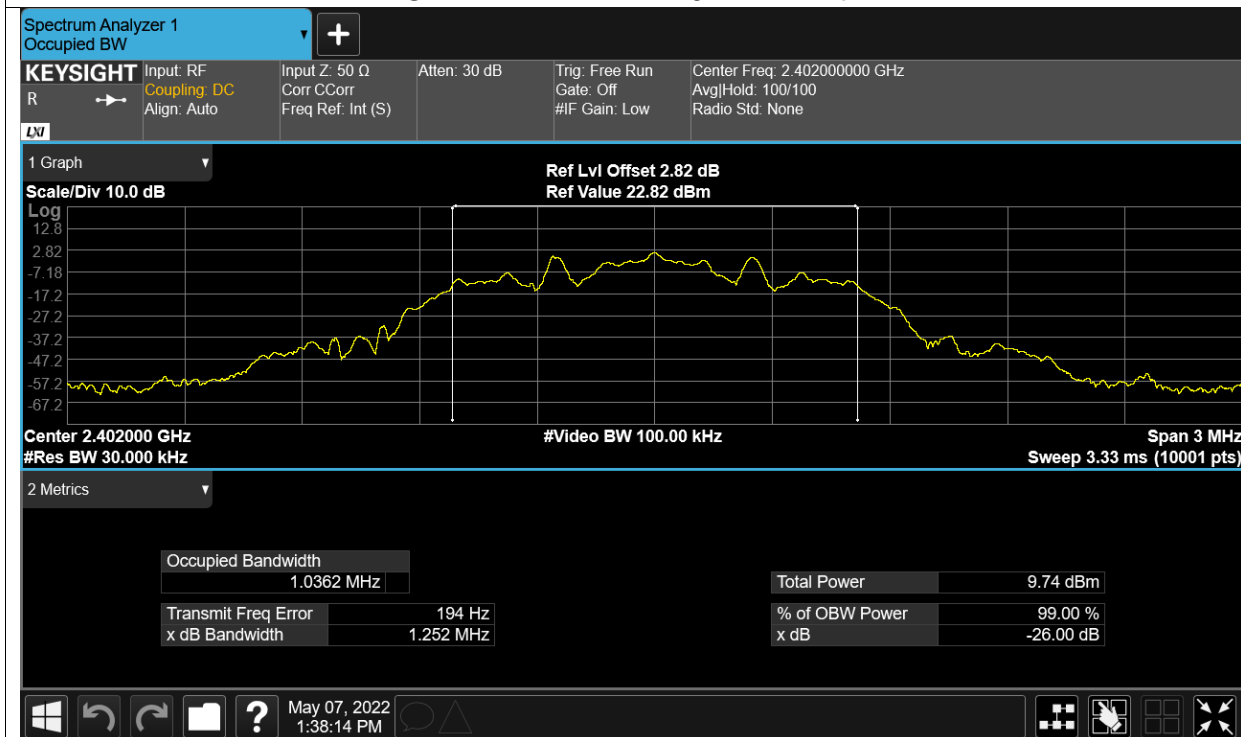 Spectrum Analyzer 1
Occupied BW
KEYSIGHT
R
LXI
Input: RF
Coupling: DC
Align: Auto
Input Z: 50 Ω
Corr CCorr
Freq Ref: Int (S)
Atten: 30 dB
Trig: Free Run
Gate: Off
#IF Gain: Low
Center Freq: 2.402000000 GHz
Avg|Hold: 100/100
Radio Std: None
1 Graph
Scale/Div 10.0 dB
Ref Lvl Offset 2.82 dB
Ref Value 22.82 dBm
Log
12.8
2.82
-7.18
-17.2
-27.2
-37.2
-47.2
-57.2
-67.2
Center 2.402000 GHz
#Video BW 100.00 kHz
Span 3 MHz
#Res BW 30.000 kHz
Sweep 3.33 ms (10001 pts)
2 Metrics
Occupied Bandwidth
1.0362 MHz
Total Power 9.74 dBm
Transmit Freq Error 194 Hz
% of OBW Power 99.00 %
x dB Bandwidth 1.252 MHz
x dB -26.00 dB
?
May 07, 2022
1:38:14 PM